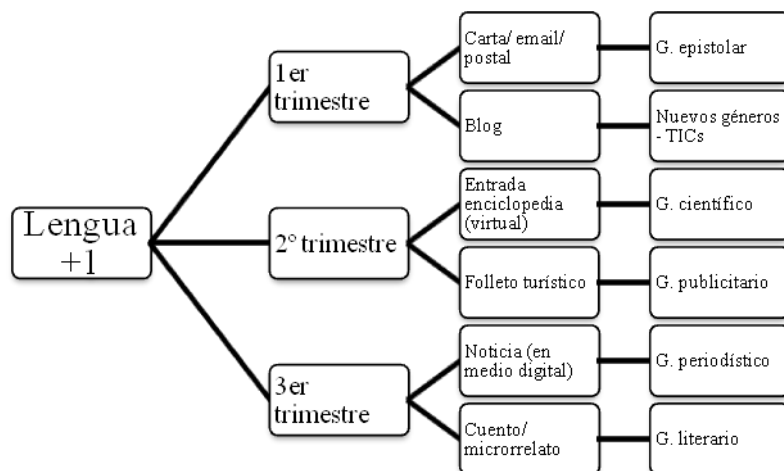 Lengua
+1
1er
trimestre
Carta/ email/
postal
G. epistolar
Blog
Nuevos géneros
- TICs
2º trimestre
Entrada
enciclopedia
(virtual)
G. científico
Folleto turístico
G. publicitario
3er
trimestre
Noticia (en
medio digital)
G. periodístico
Cuento/
microrrelato
G. literario